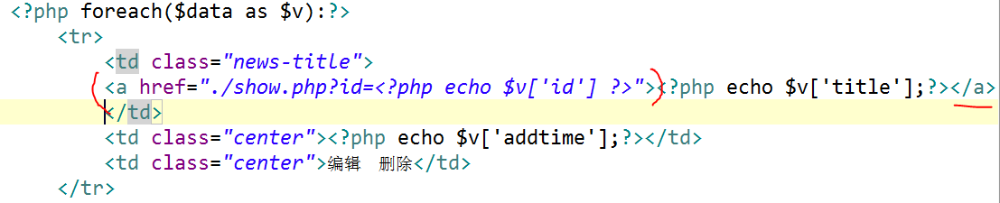 <?php foreach($data as $v):?>
<tr>
<td class="news-title">
<a href="./show.php?id=<?php echo $v['id'] ?>"><?php echo $v['title'];?></a>
</td>
<td class="center"><?php echo $v['addtime'];?></td>
<td class="center">编辑  删除</td>
</tr>